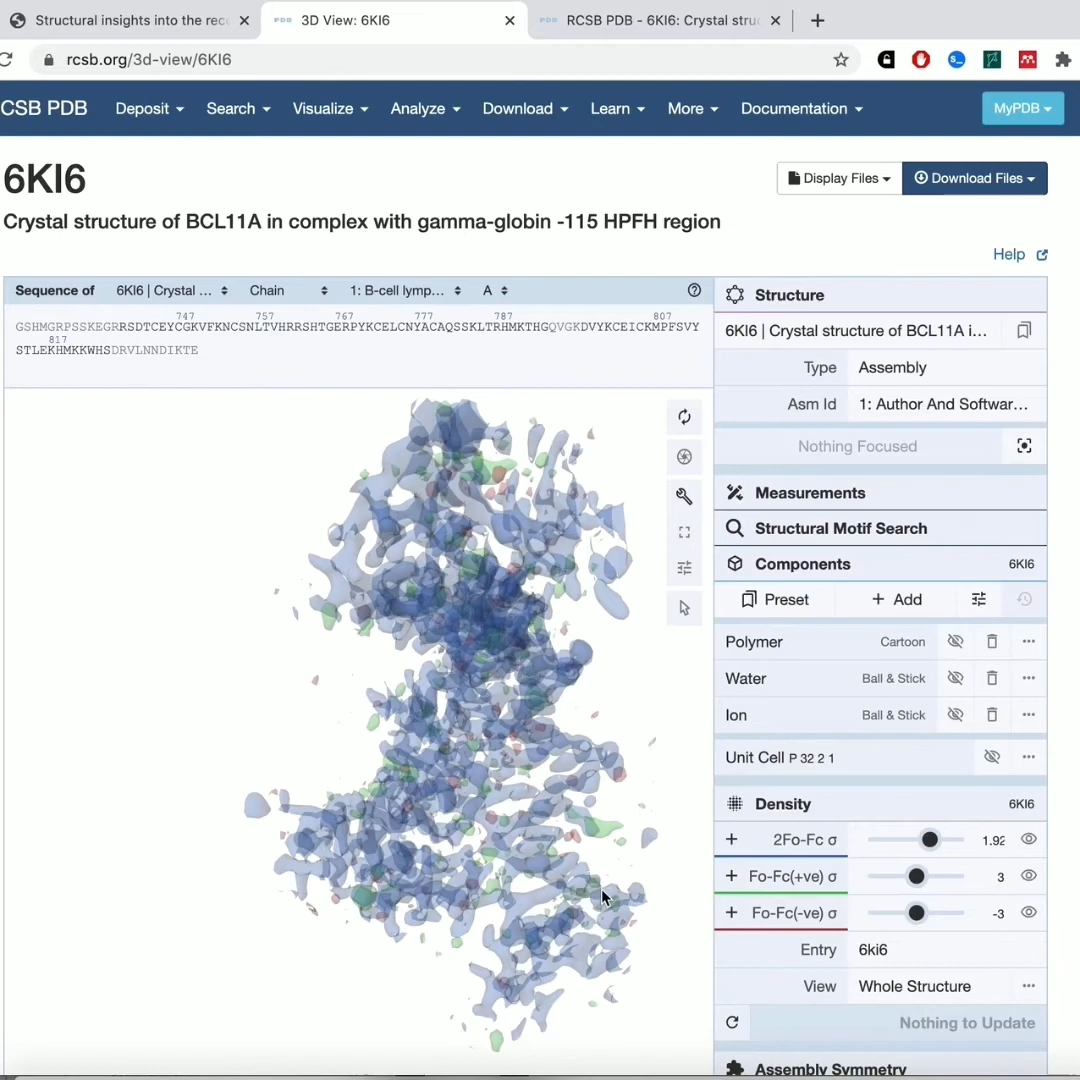 Structural insights into the rec
3D View: 6KI6
RCSB PDB - 6KI6: Crystal struc
rcsb.org/3d-view/6KI6
CSB PDB Deposit Search Visualize Analyze Download Learn More Documentation MyPDB
6KI6
Display Files Download Files
Crystal structure of BCL11A in complex with gamma-globin -115 HPFH region
Help
Sequence of 6KI6 | Crystal ... Chain 1: B-cell lymp... A
747 757 767 777 787 807
GSHMGRPSSKEGRRSDTCEYCGKVFKNCSNLTVHRRSHTGERPYKCELCNYACAQSSKLTRHMKTHGQVGKDVYKCEICKMPFSVY
817
STLEKHMKKWHSDRVLNNDIKTE
Structure
6KI6 | Crystal structure of BCL11A i...
Type Assembly
Asm Id 1: Author And Softwar...
Nothing Focused
Measurements
Structural Motif Search
Components 6KI6
Preset + Add
Polymer Cartoon
Water Ball & Stick
Ion Ball & Stick
Unit Cell P 32 2 1
Density 6KI6
+ 2Fo-Fc σ 1.92
+ Fo-Fc(+ve) σ 3
+ Fo-Fc(-ve) σ -3
Entry 6ki6
View Whole Structure
Nothing to Update
Assembly Symmetry